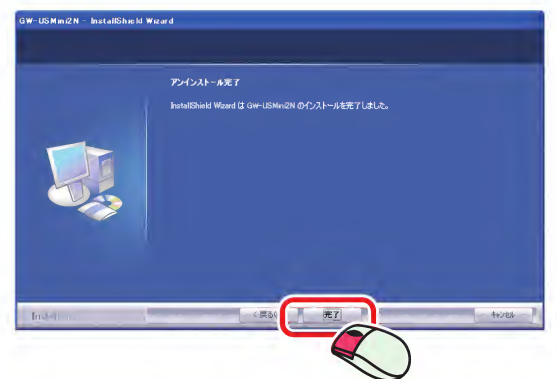 GW-USMini2N - InstallShield Wizard
アンインストール完了
InstallShield Wizard は GW-USMini2N のインストールを完了しました。
< 戻る(
完了
キャンセル